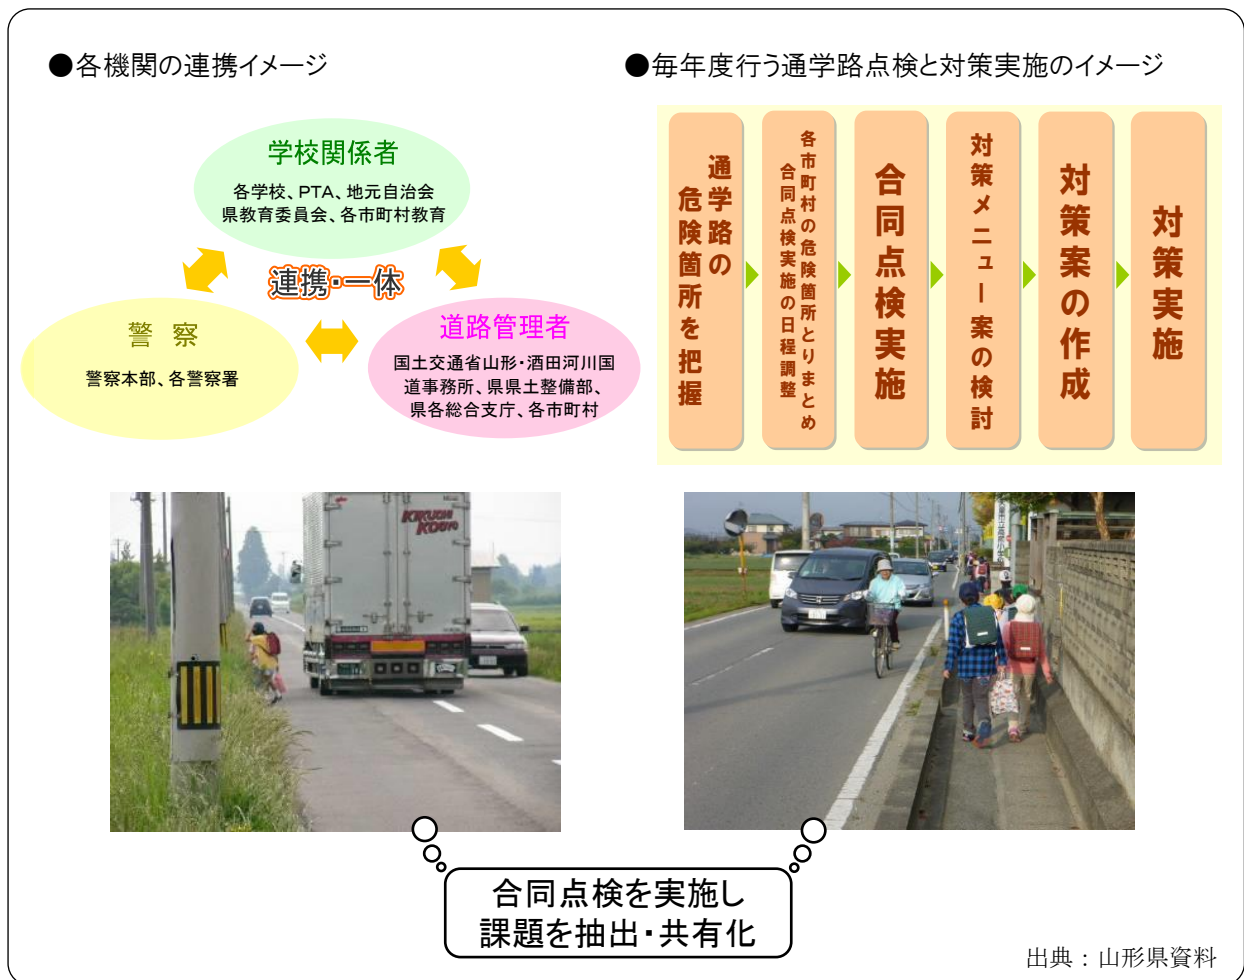 ●各機関の連携イメージ
学校関係者
各学校、PTA、地元自治会
県教育委員会、各市町村教育
連携・一体
警 察
警察本部、各警察署
道路管理者
国土交通省山形・酒田河川国
道事務所、県県土整備部、
県各総合支庁、各市町村
●毎年度行う通学路点検と対策実施のイメージ
通学路の
危険箇所を把握
各市町村の危険箇所とりまとめ
合同点検実施の日程調整
合同点検実施
対策メニュー案の検討
対策案の作成
対策実施
KIKUCHI
KOGYO
合同点検を実施し
課題を抽出・共有化
出典：山形県資料